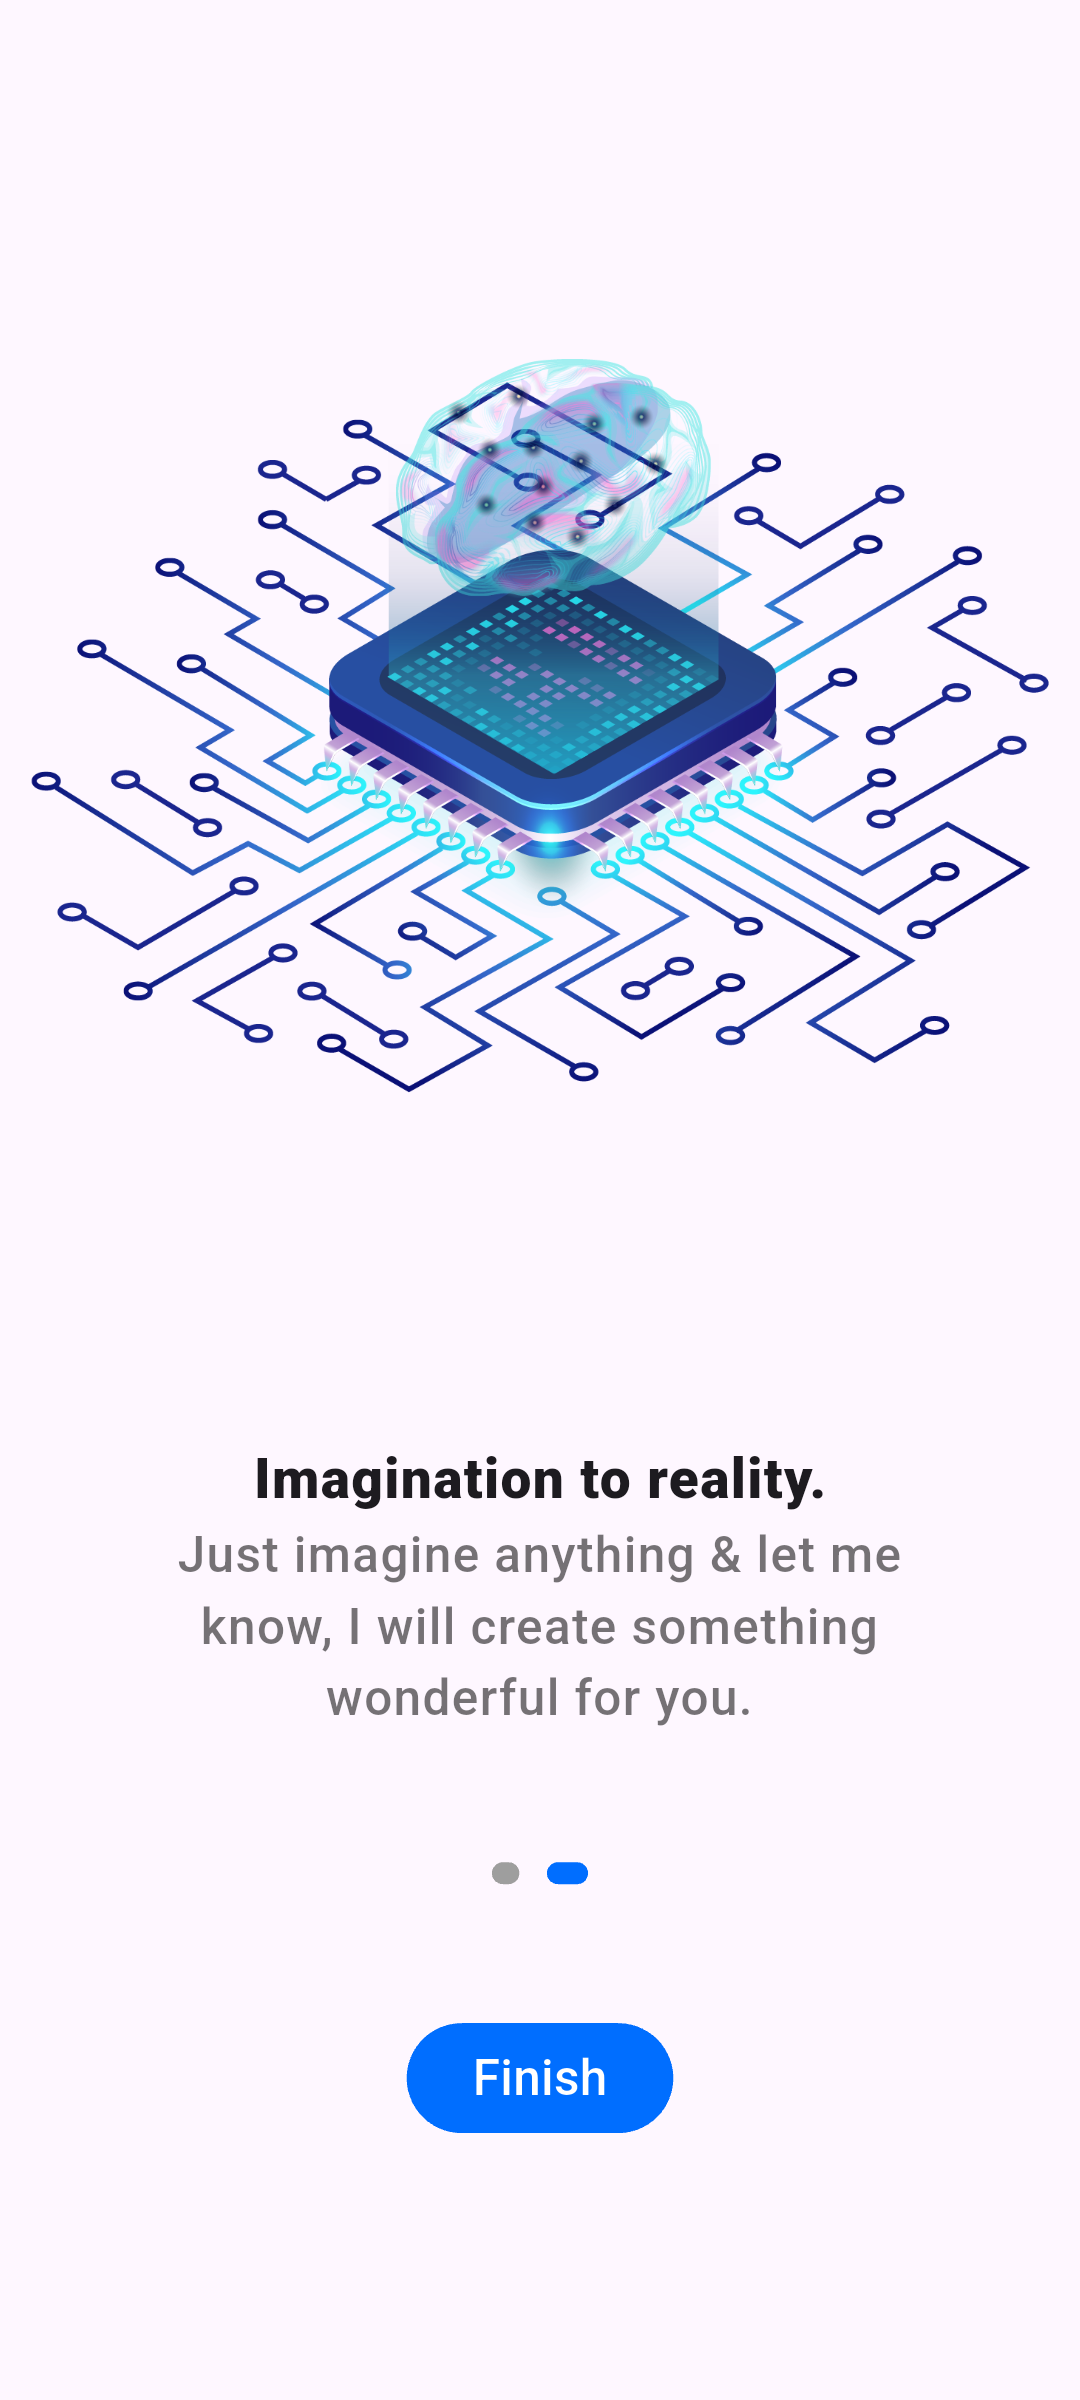 Imagination to reality.
Just imagine anything & let me
know, I will create something
wonderful for you.
Finish